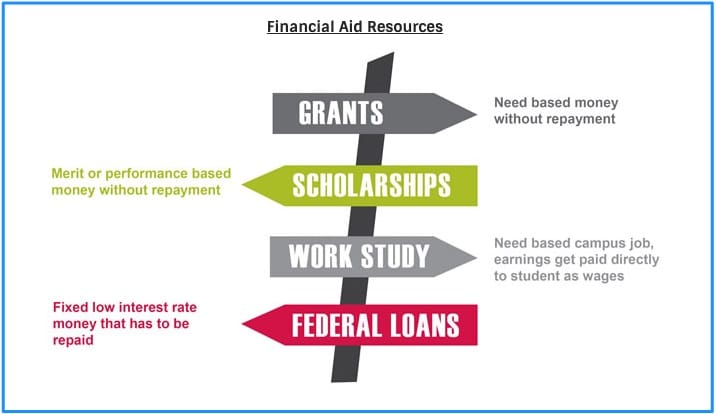 Financial Aid Resources
GRANTS
Need based money
without repayment
Merit or performance based
money without repayment
SCHOLARSHIPS
WORK STUDY
Need based campus job,
earnings get paid directly
to student as wages
Fixed low interest rate
money that has to be
repaid
FEDERAL LOANS